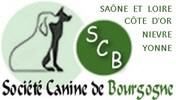 SAÔNE ET LOIRE
CÔTE D'OR
NIEVRE
YONNE
SCB
Société Canine de Bourgogne